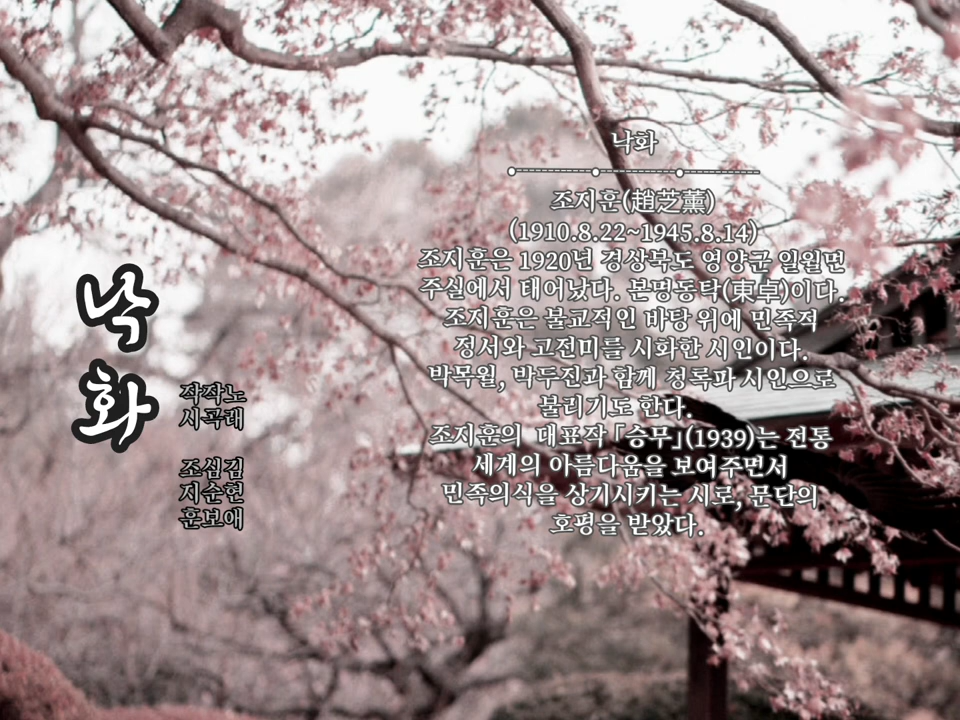 낙화
작시 조지훈
작곡 심순보
노래 김현애
낙화
조지훈(趙芝薰)
(1910.8.22~1945.8.14)
조지훈은 1920년 경상북도 영양군 일월면
주실에서 태어났다. 본명동탁(東卓)이다.
조지훈은 불교적인 바탕 위에 민족적
정서와 고전미를 시화한 시인이다.
박목월, 박두진과 함께 청록파 시인으로
불리기도 한다.
조지훈의 대표작 ｢승무｣(1939)는 전통
세계의 아름다움을 보여주면서
민족의식을 상기시키는 시로, 문단의
호평을 받았다.